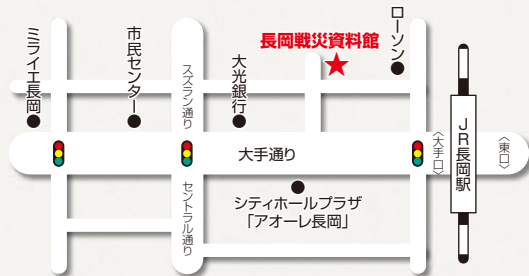 ミライエ長岡
市民センター
スズラン通り
大光銀行
長岡戦災資料館
ローソン
大手通り
〈大手口〉
JR長岡駅
〈東口〉
セントラル通り
シティホールプラザ
「アオーレ長岡」